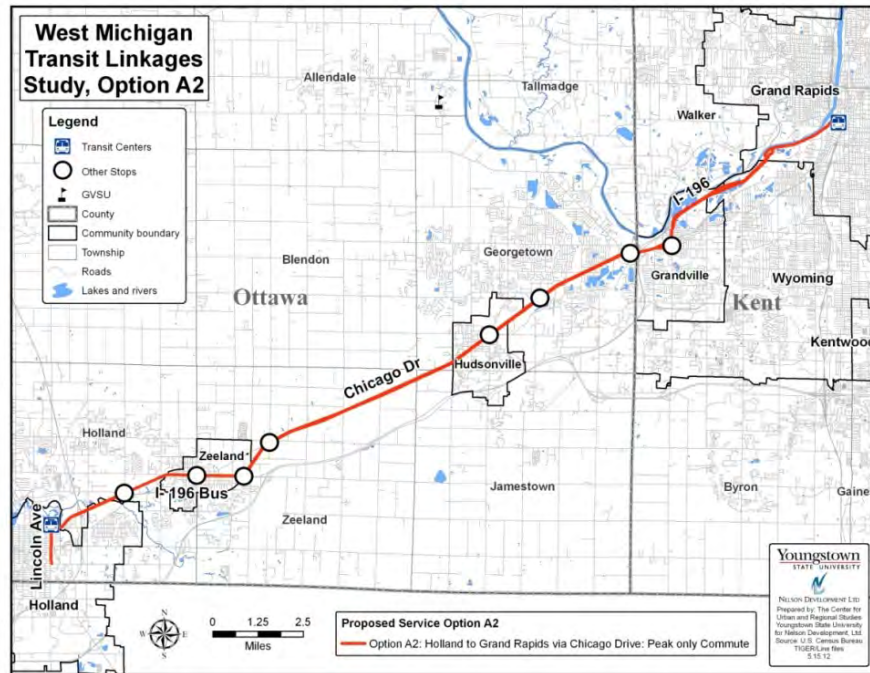 West Michigan
Transit Linkages
Study, Option A2
Legend
Transit Centers
Other Stops
GVSU
County
Community boundary
Township
Roads
Lakes and rivers
Allendale
Tallmadge
Walker
Grand Rapids
I-196
Blendon
Georgetown
Grandville
Wyoming
Ottawa
Kent
Kentwood
Hudsonville
Chicago Dr
Holland
Zeeland
I-196 Bus
Jamestown
Byron
Gaine
Zeeland
Lincoln Ave
Holland
N
W E
S
0 1.25 2.5
Miles
Proposed Service Option A2
Option A2: Holland to Grand Rapids via Chicago Drive: Peak only Commute
Youngstown
STATE UNIVERSITY
NELSON DEVELOPMENT LTD
Prepared by: The Center for
Urban and Regional Studies
Youngstown State University
for Nelson Development, Ltd.
Source: U.S. Census Bureau
TIGER/Line files
5.15.12